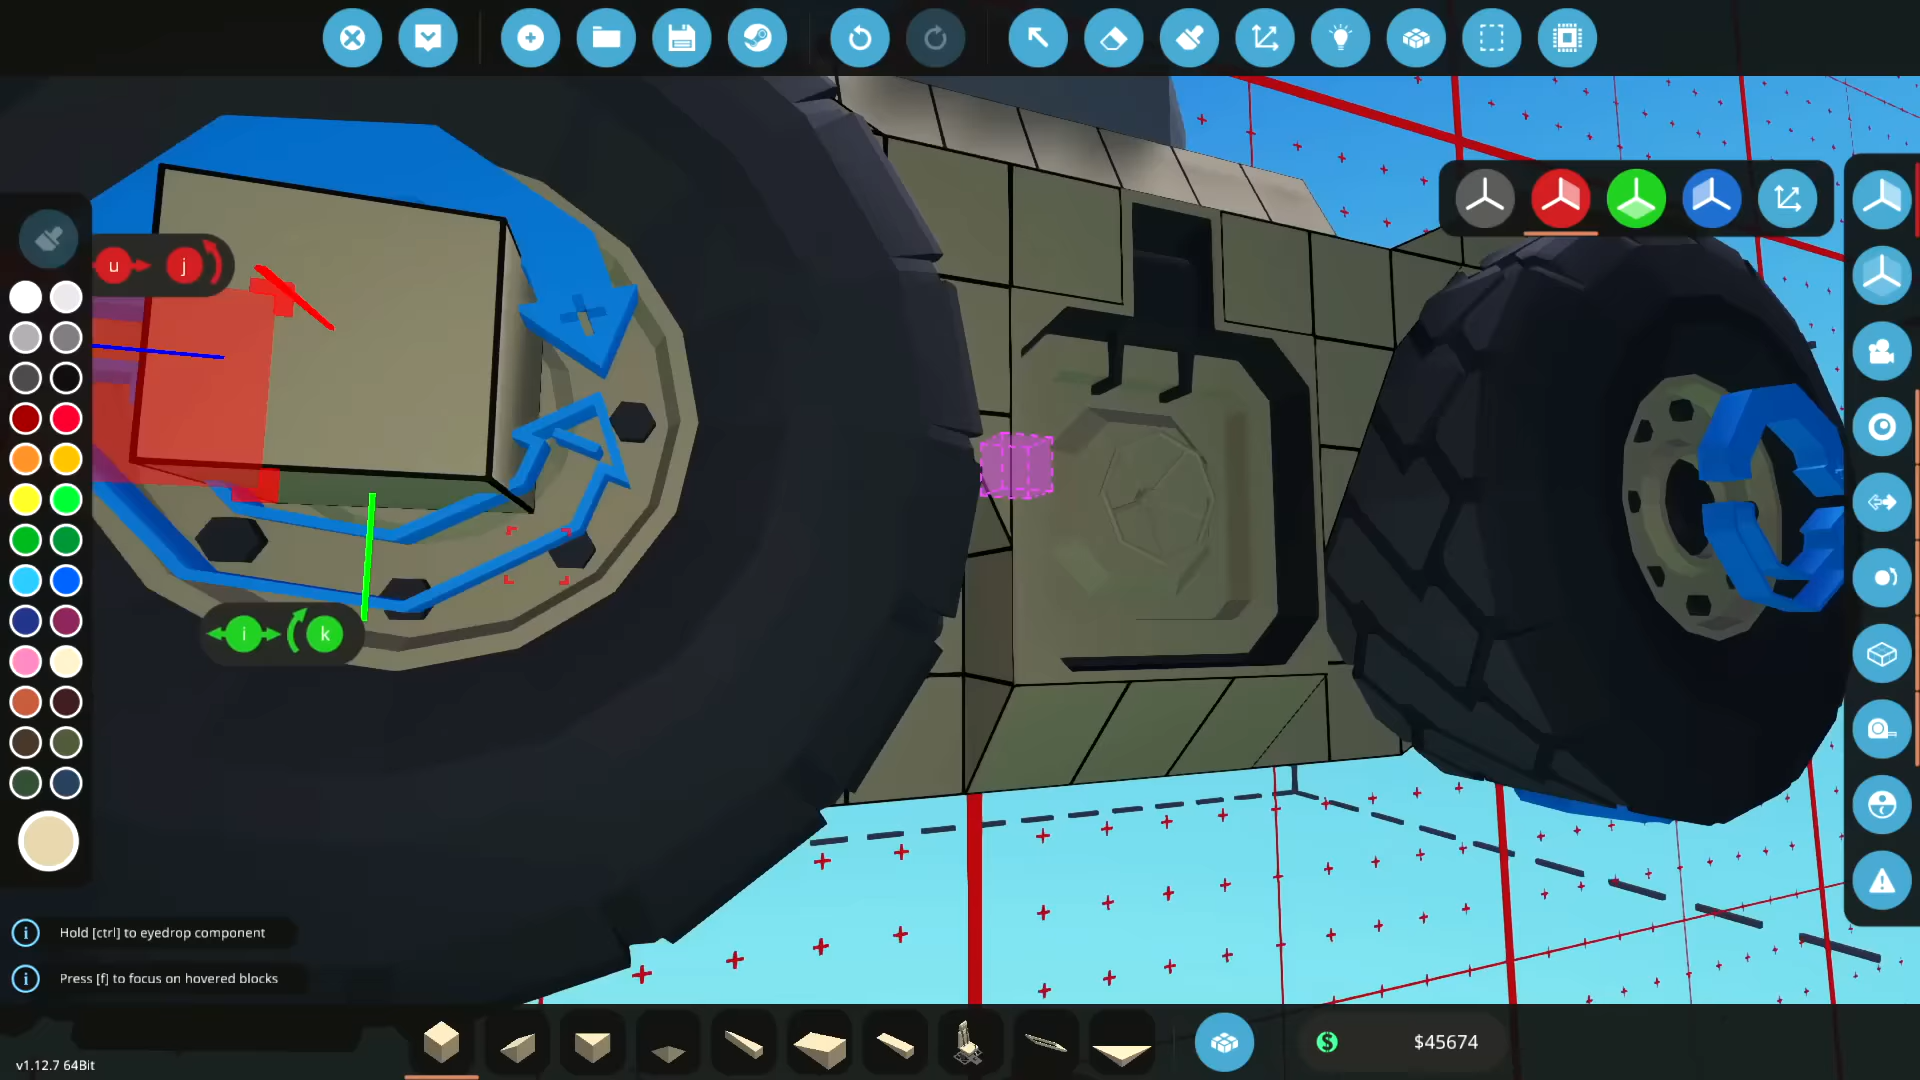 u
j
i
k
Hold [ctrl] to eyedrop component
Press [f] to focus on hovered blocks
$ $45674
v1.12.7 64Bit